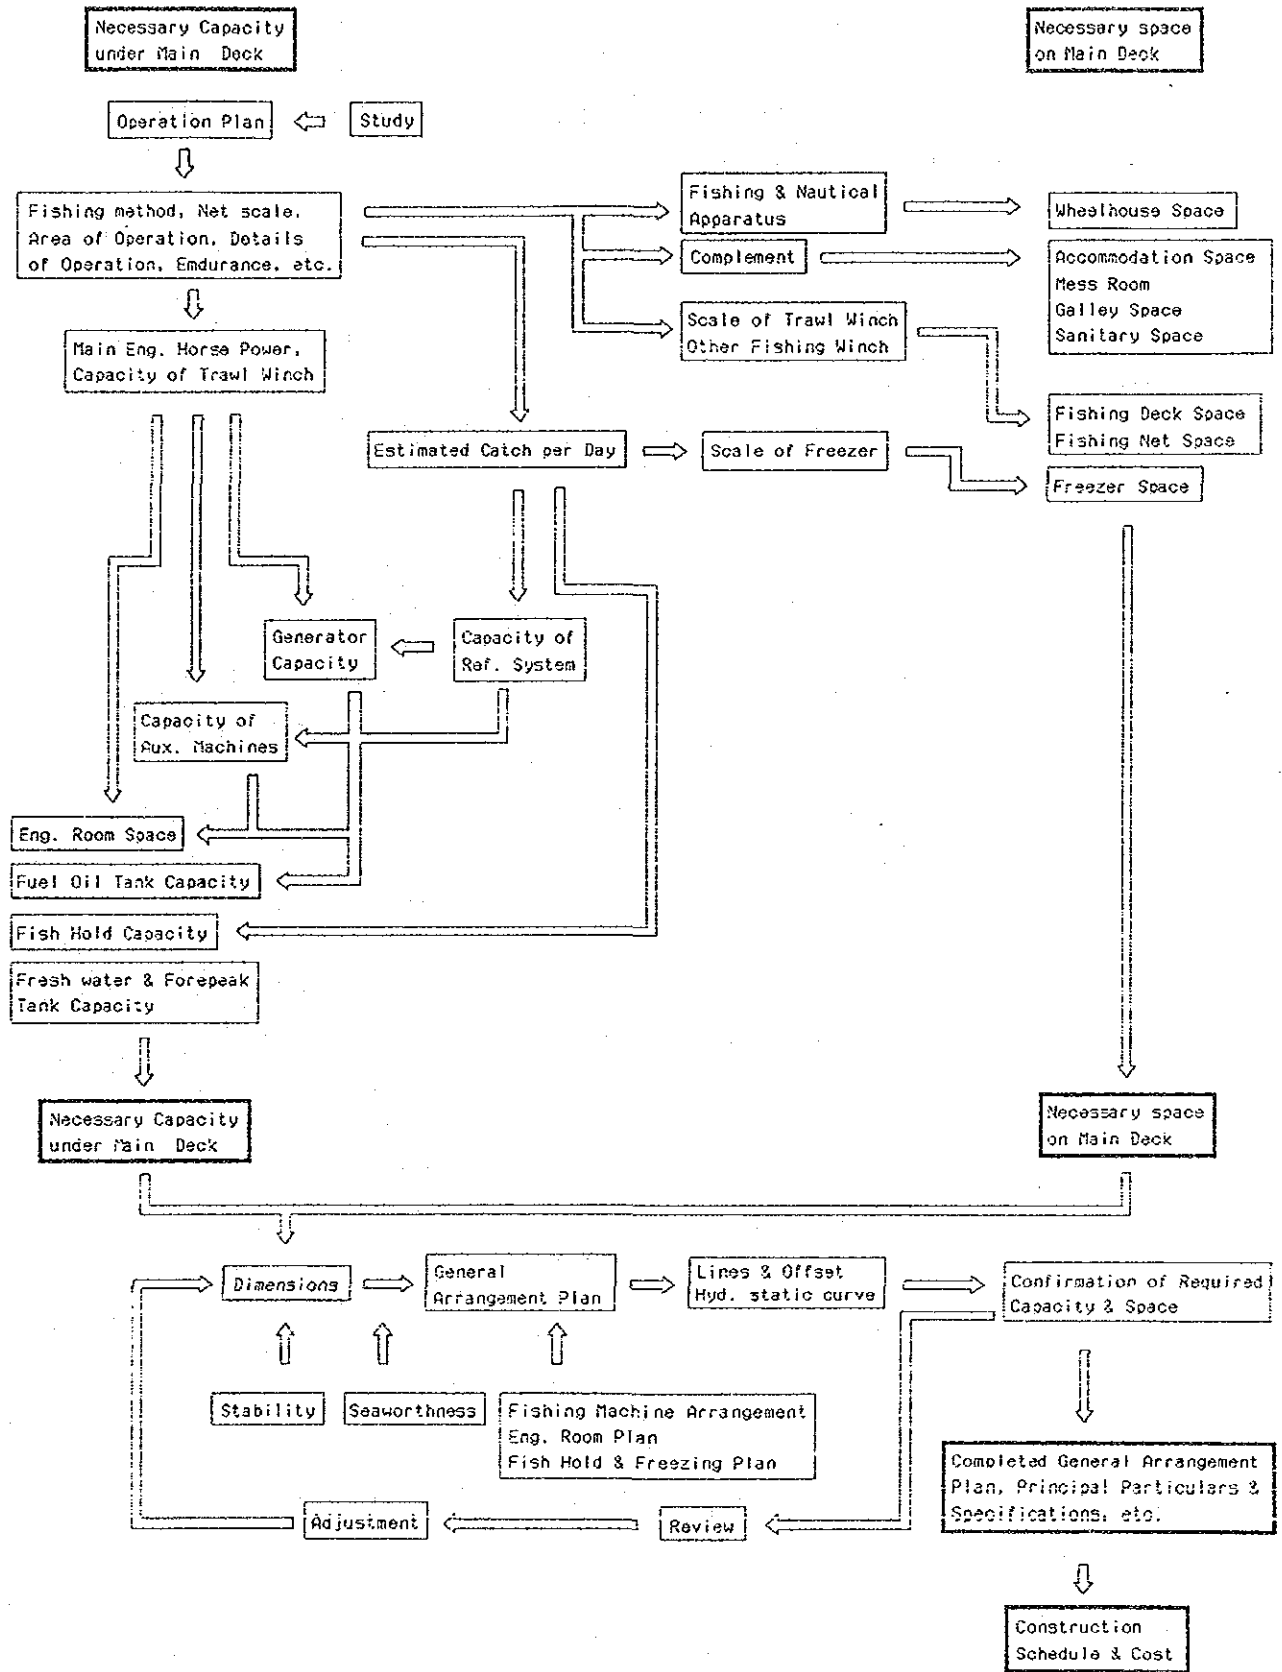 Necessary Capacity
under Main Deck
Necessary space
on Main Deck
Operation Plan
Study
Fishing method, Net scale,
Area of Operation, Details
of Operation, Emdurance, etc.
Fishing & Nautical
Apparatus
Wheelhouse Space
Complement
Accommodation Space
Mess Room
Galley Space
Sanitary Space
Scale of Trawl Winch
Other Fishing Winch
Main Eng. Horse Power,
Capacity of Trawl Winch
Fishing Deck Space
Fishing Net Space
Estimated Catch per Day
Scale of Freezer
Freezer Space
Generator
Capacity
Capacity of
Ref. System
Capacity of
Aux. Machines
Eng. Room Space
Fuel Oil Tank Capacity
Fish Hold Capacity
Fresh water & Forepeak
Tank Capacity
Necessary Capacity
under Main Deck
Necessary space
on Main Deck
Dimensions
General
Arrangement Plan
Lines & Offset
Hyd. static curve
Confirmation of Required
Capacity & Space
Stability
Seaworthness
Fishing Machine Arrangement
Eng. Room Plan
Fish Hold & Freezing Plan
Completed General Arrangement
Plan, Principal Particulars &
Specifications, etc.
Adjustment
Review
Construction
Schedule & Cost